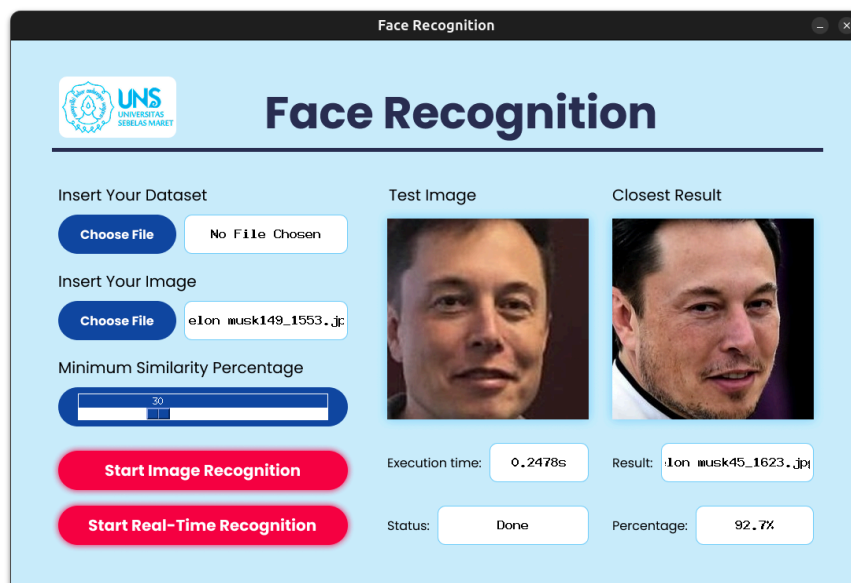 Face Recognition
UNS
UNIVERSITAS
SEBELAS MARET
Face Recognition
Insert Your Dataset
Choose File
No File Chosen
Insert Your Image
Choose File
elon musk149_1553.jp
Minimum Similarity Percentage
30
Start Image Recognition
Start Real-Time Recognition
Test Image
Closest Result
Execution time:
0.2478s
Result:
lon musk45_1623.jpg
Status:
Done
Percentage:
92.7%